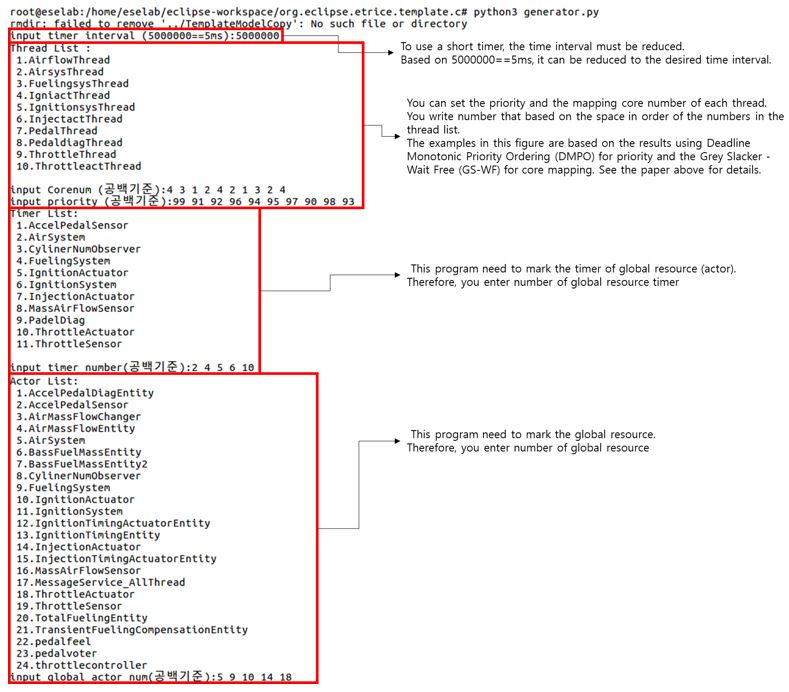 root@eselab:/home/eselab/eclipse-workspace/org.eclipse.etrice.template.c# python3 generator.py
rmdir: failed to remove '../TemplateModelCopy': No such file or directory
input timer interval (5000000==5ms):5000000
Thread List :
1.AirflowThread
2.AirsysThread
3.FuelingsysThread
4.IgniactThread
5.IgnitionsysThread
6.InjectactThread
7.PedalThread
8.PedaldiagThread
9.ThrottleThread
10.ThrottleactThread
input Corenum (공백기준):4 3 1 2 4 2 1 3 2 4
input priority (공백기준):99 91 92 96 94 95 97 90 98 93
Timer List:
1.AccelPedalSensor
2.AirSystem
3.CylinerNumObserver
4.FuelingSystem
5.IgnitionActuator
6.IgnitionSystem
7.InjectionActuator
8.MassAirFlowSensor
9.PadelDiag
10.ThrottleActuator
11.ThrottleSensor
input timer number(공백기준):2 4 5 6 10
Actor List:
1.AccelPedalDiagEntity
2.AccelPedalSensor
3.AirMassFlowChanger
4.AirMassFlowEntity
5.AirSystem
6.BassFuelMassEntity
7.BassFuelMassEntity2
8.CylinerNumObserver
9.FuelingSystem
10.IgnitionActuator
11.IgnitionSystem
12.IgnitionTimingActuatorEntity
13.IgnitionTimingEntity
14.InjectionActuator
15.InjectionTimingActuatorEntity
16.MassAirFlowSensor
17.MessageService_AllThread
18.ThrottleActuator
19.ThrottleSensor
20.TotalFuelingEntity
21.TransientFuelingCompensationEntity
22.pedalfeel
23.pedalvoter
24.throttlecontroller
input global actor num(공백기준):5 9 10 14 18
To use a short timer, the time interval must be reduced.
Based on 5000000==5ms, it can be reduced to the desired time interval.
You can set the priority and the mapping core number of each thread.
You write number that based on the space in order of the numbers in the
thread list.
The examples in this figure are based on the results using Deadline
Monotonic Priority Ordering (DMPO) for priority and the Grey Slacker -
Wait Free (GS-WF) for core mapping. See the paper above for details.
This program need to mark the timer of global resource (actor).
Therefore, you enter number of global resource timer
This program need to mark the global resource.
Therefore, you enter number of global resource